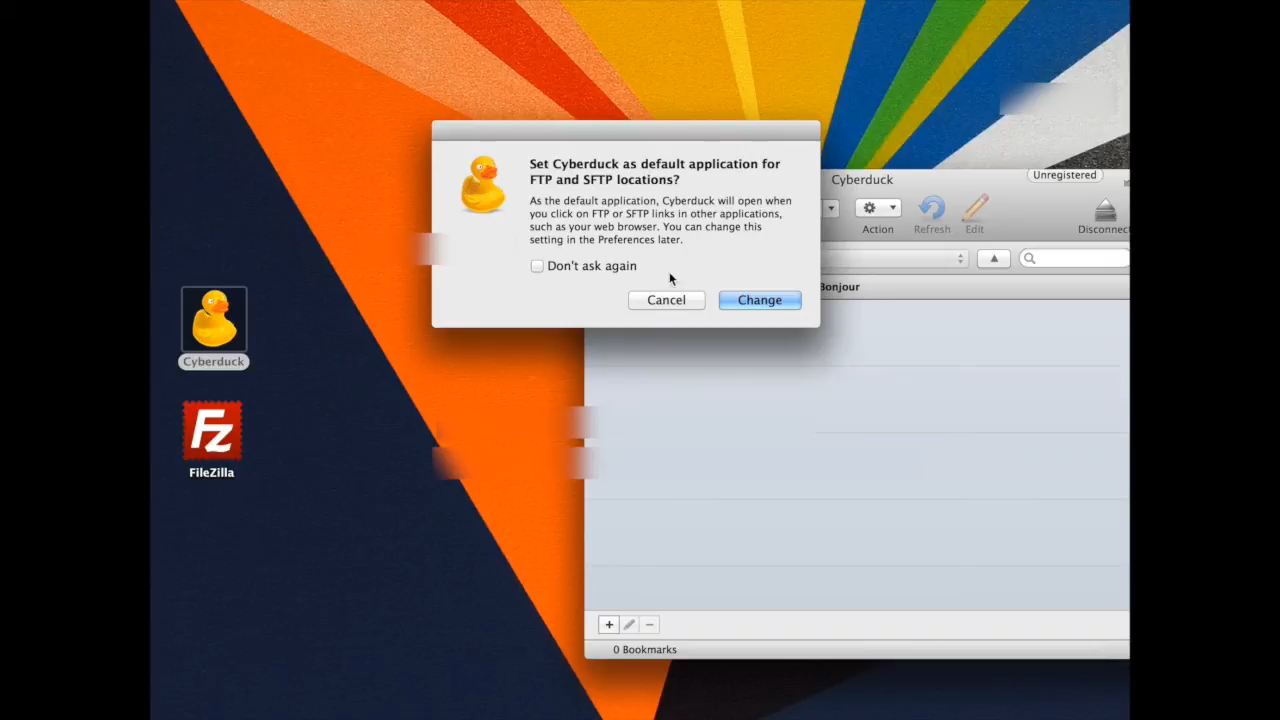 Set Cyberduck as default application for
FTP and SFTP locations?
As the default application, Cyberduck will open when
you click on FTP or SFTP links in other applications,
such as your web browser. You can change this
setting in the Preferences later.
Don't ask again
Cancel
Change
Cyberduck
Unregistered
Action
Refresh
Edit
Disconnect
Bonjour
Cyberduck
Fz
FileZilla
0 Bookmarks